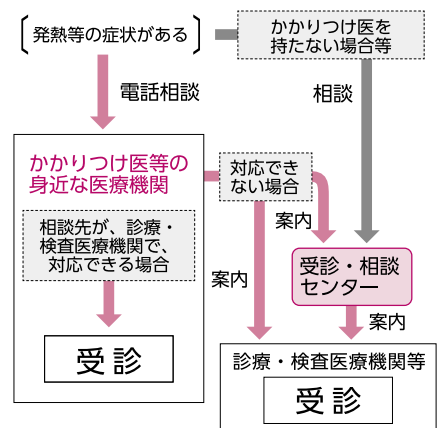 発熱等の症状がある
かかりつけ医を
持たない場合等
電話相談
相談
かかりつけ医等の
身近な医療機関
対応でき
ない場合
相談先が、診療・
検査医療機関で、
対応できる場合
案内
案内
受診・相談
センター
受診
案内
診療・検査医療機関等
受診